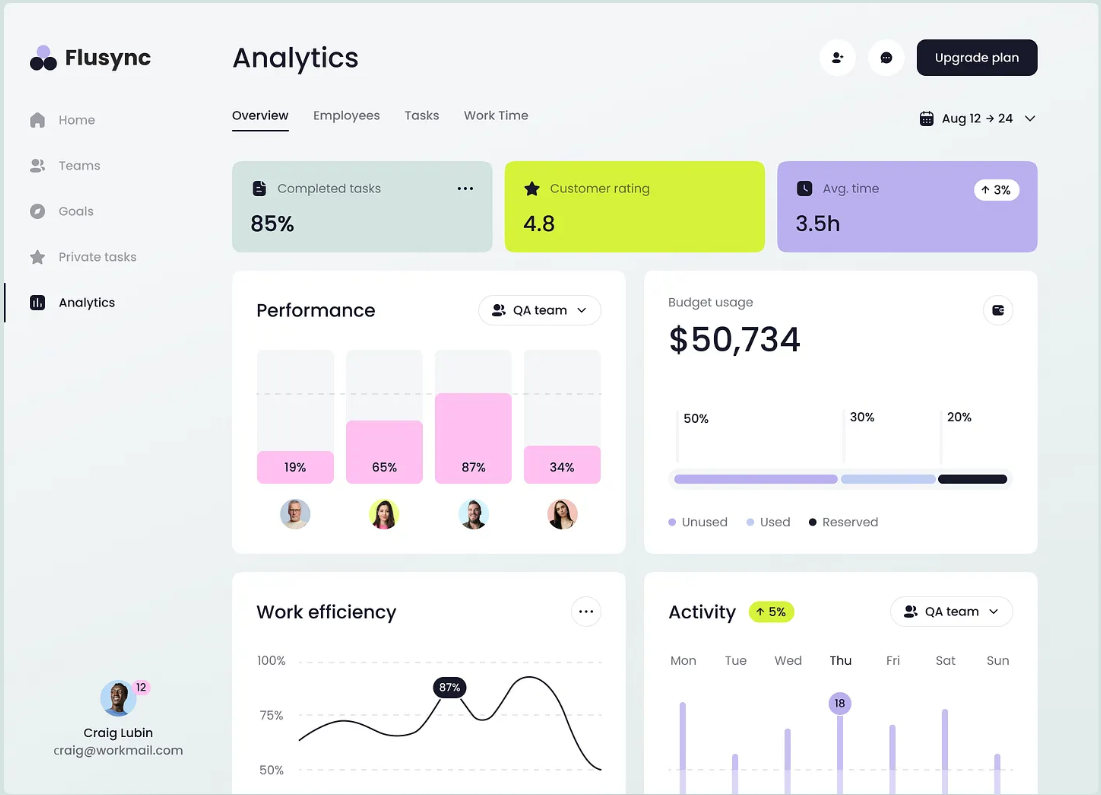 Flusync
Home
Teams
Goals
Private tasks
Analytics
12
Craig Lubin
craig@workmail.com
Analytics
Upgrade plan
Overview Employees Tasks Work Time
Aug 12 → 24
Completed tasks
85%
Customer rating
4.8
Avg. time
↑ 3%
3.5h
Performance
QA team
19% 65% 87% 34%
Budget usage
$50,734
50% 30% 20%
Unused Used Reserved
Work efficiency
100%
87%
75%
50%
Activity
↑ 5%
QA team
Mon Tue Wed Thu Fri Sat Sun
18